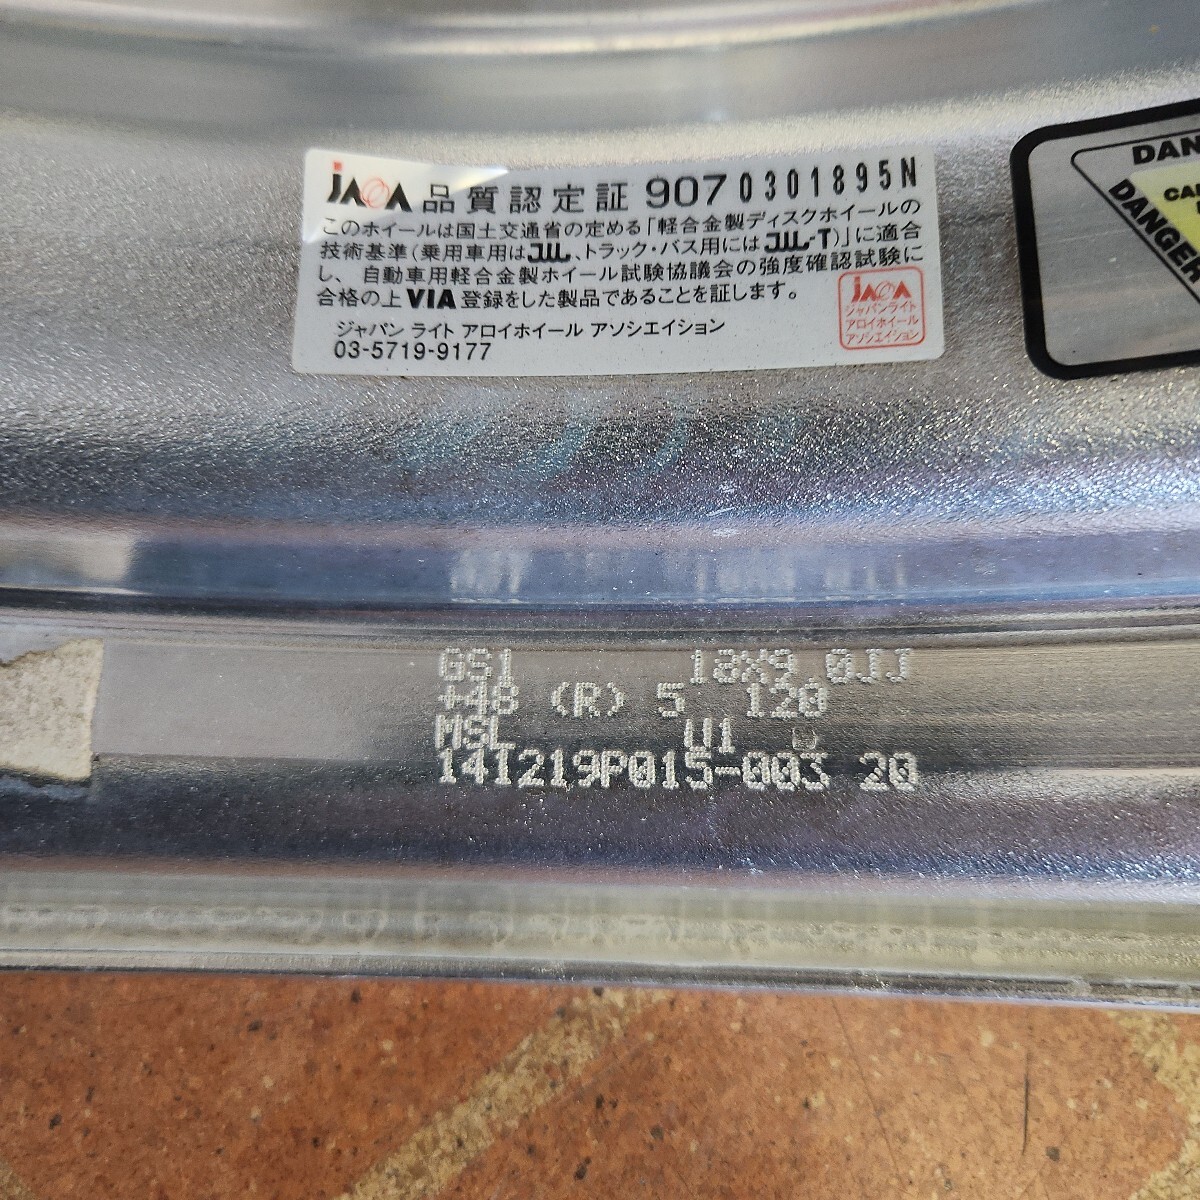 JAWA 品質認定証 907 0301895N
このホイールは国土交通省の定める「軽合金製ディスクホイールの
技術基準(乗用車用はJWL、トラック・バス用にはJWL-T)」に適合
し、自動車用軽合金製ホイール試験協議会の強度確認試験に
合格の上VIA登録をした製品であることを証します。
ジャパン ライト アロイホイール アソシエイション
03-5719-9177
JAWA
ジャパンライト
アロイホイール
アソシエイション
DAN
DANGER
CA
GS1 18X9.0JJ
+48 (R) 5 120
MSL U1
14T219P015-003 20